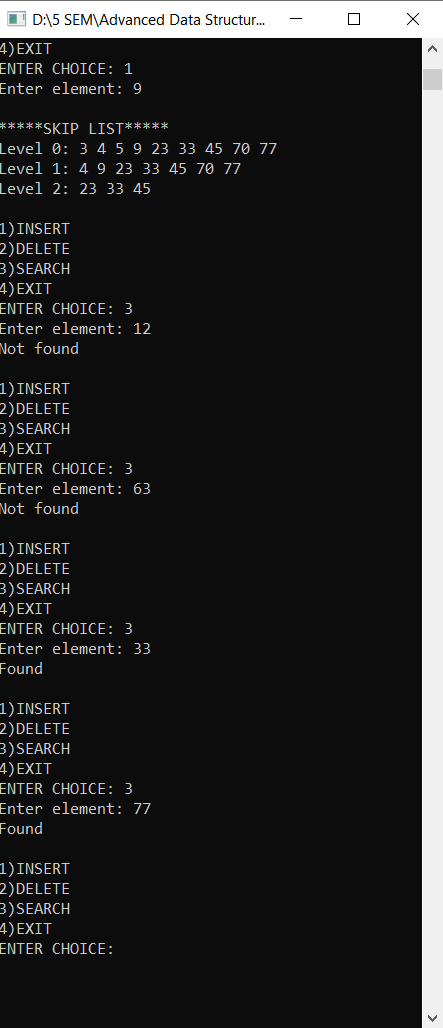 D:\5 SEM\Advanced Data Structur...
4)EXIT
ENTER CHOICE: 1
Enter element: 9
*****SKIP LIST*****
Level 0: 3 4 5 9 23 33 45 70 77
Level 1: 4 9 23 33 45 70 77
Level 2: 23 33 45
1)INSERT
2)DELETE
3)SEARCH
4)EXIT
ENTER CHOICE: 3
Enter element: 12
Not found
1)INSERT
2)DELETE
3)SEARCH
4)EXIT
ENTER CHOICE: 3
Enter element: 63
Not found
1)INSERT
2)DELETE
3)SEARCH
4)EXIT
ENTER CHOICE: 3
Enter element: 33
Found
1)INSERT
2)DELETE
3)SEARCH
4)EXIT
ENTER CHOICE: 3
Enter element: 77
Found
1)INSERT
2)DELETE
3)SEARCH
4)EXIT
ENTER CHOICE: